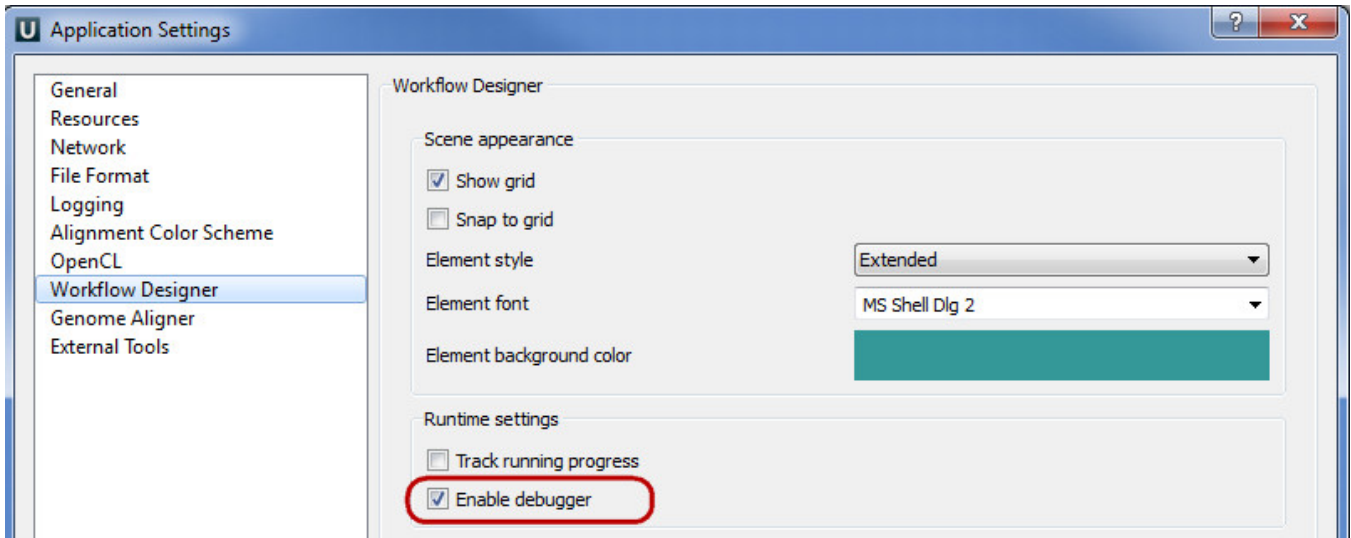 U Application Settings
?
General
Resources
Network
File Format
Logging
Alignment Color Scheme
OpenCL
Workflow Designer
Genome Aligner
External Tools
Workflow Designer
Scene appearance
Show grid
Snap to grid
Element style
Extended
Element font
MS Shell Dlg 2
Element background color
Runtime settings
Track running progress
Enable debugger